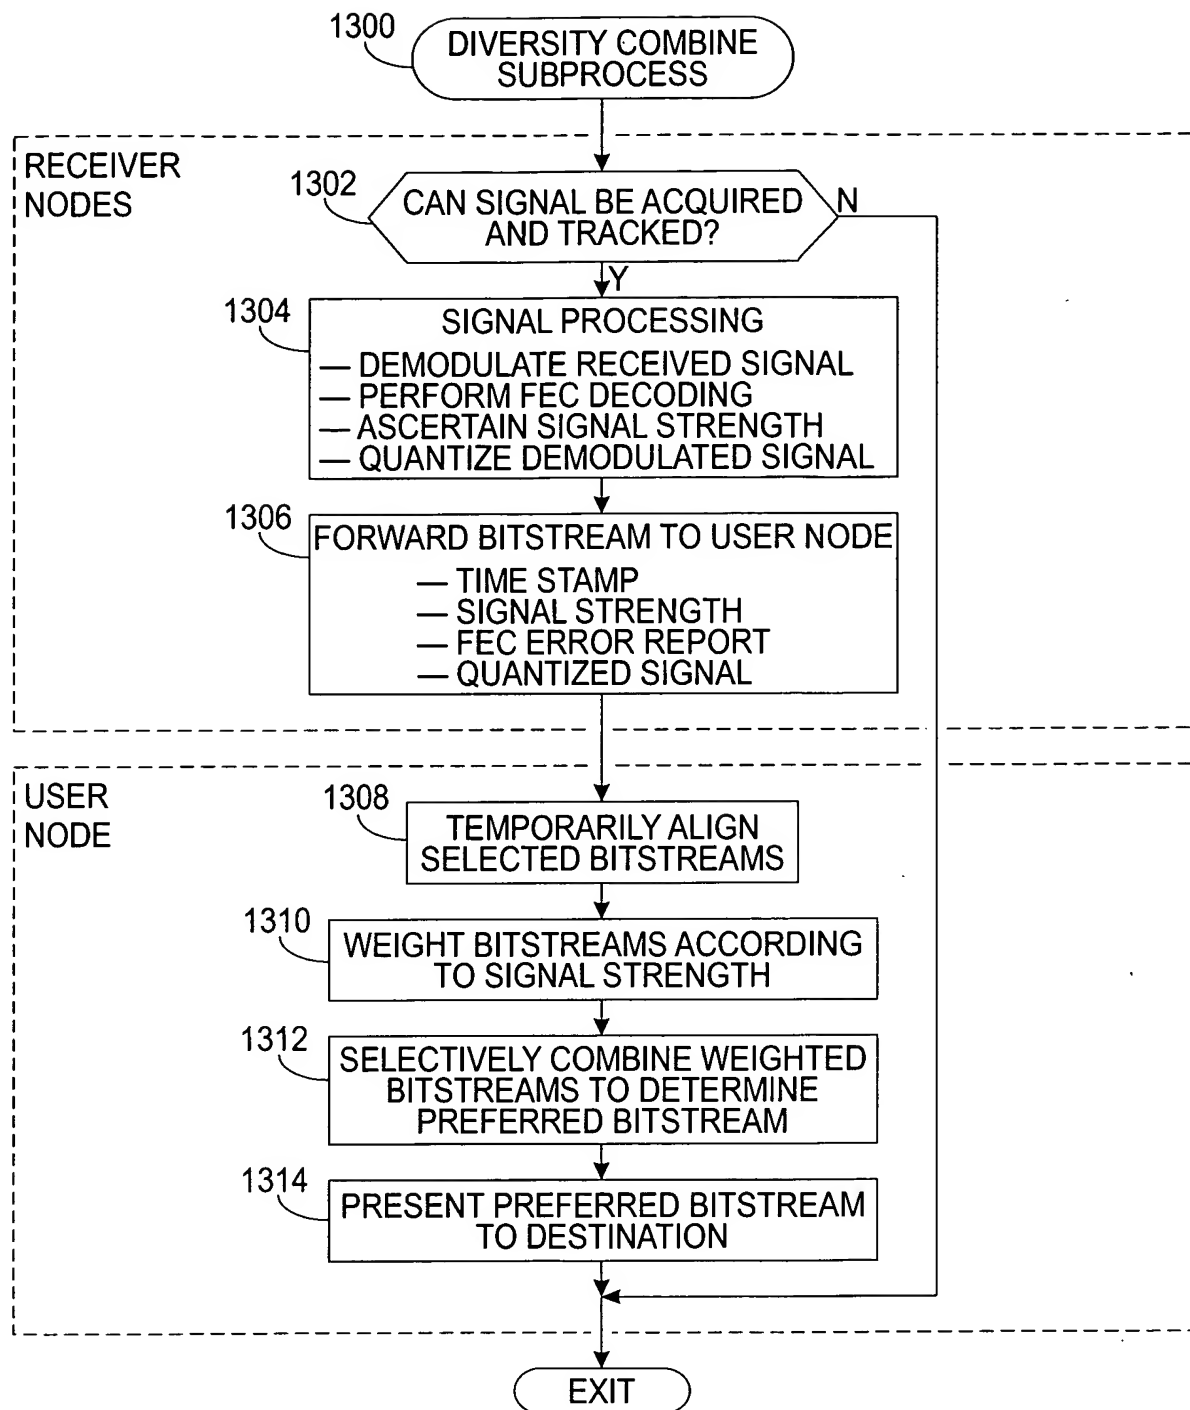 1300
DIVERSITY COMBINE
SUBPROCESS
RECEIVER
NODES
1302
CAN SIGNAL BE ACQUIRED
AND TRACKED?
N
Y
1304
SIGNAL PROCESSING
— DEMODULATE RECEIVED SIGNAL
— PERFORM FEC DECODING
— ASCERTAIN SIGNAL STRENGTH
— QUANTIZE DEMODULATED SIGNAL
1306
FORWARD BITSTREAM TO USER NODE
— TIME STAMP
— SIGNAL STRENGTH
— FEC ERROR REPORT
— QUANTIZED SIGNAL
USER
NODE
1308
TEMPORARILY ALIGN
SELECTED BITSTREAMS
1310
WEIGHT BITSTREAMS ACCORDING
TO SIGNAL STRENGTH
1312
SELECTIVELY COMBINE WEIGHTED
BITSTREAMS TO DETERMINE
PREFERRED BITSTREAM
1314
PRESENT PREFERRED BITSTREAM
TO DESTINATION
EXIT